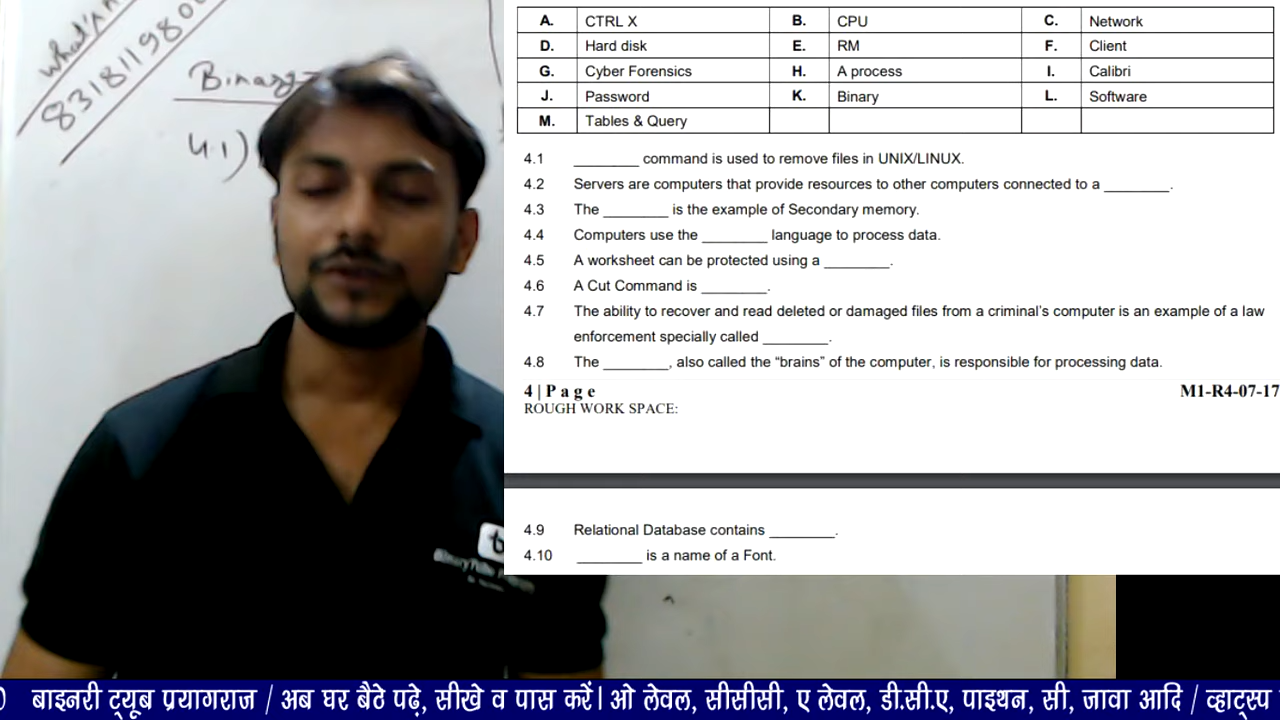 what's
Binary
4.1)
A. CTRL X B. CPU C. Network
D. Hard disk E. RM F. Client
G. Cyber Forensics H. A process I. Calibri
J. Password K. Binary L. Software
M. Tables & Query
4.1 ________ command is used to remove files in UNIX/LINUX.
4.2 Servers are computers that provide resources to other computers connected to a ________.
4.3 The ________ is the example of Secondary memory.
4.4 Computers use the ________ language to process data.
4.5 A worksheet can be protected using a ________.
4.6 A Cut Command is ________.
4.7 The ability to recover and read deleted or damaged files from a criminal's computer is an example of a law
enforcement specially called ________.
4.8 The ________, also called the “brains” of the computer, is responsible for processing data.
4 | P a g e M1-R4-07-17
ROUGH WORK SPACE:
4.9 Relational Database contains ________.
4.10 ________ is a name of a Font.
0 बाइनरी ट्यूब प्रयागराज / अब घर बैठे पढ़े, सीखे व पास करें। ओ लेवल, सीसीसी, ए लेवल, डी.सी.ए, पाइथन, सी, जावा आदि / व्हाट्स्प